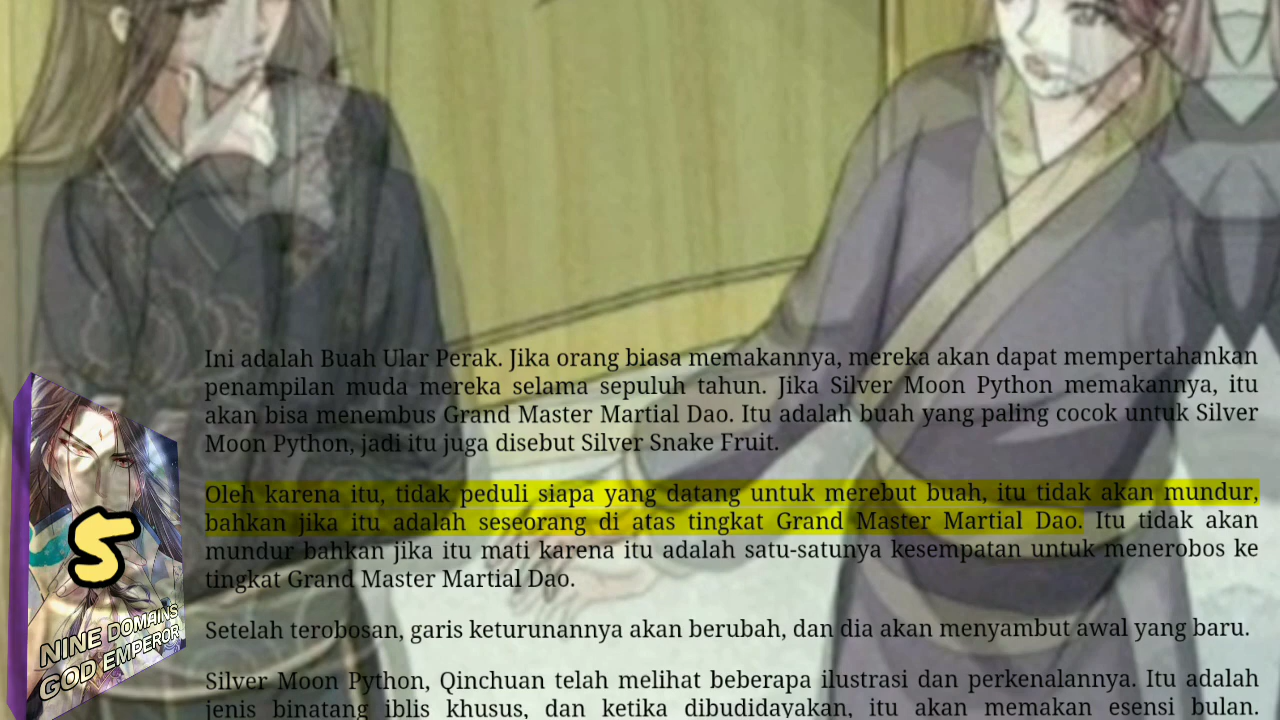 Ini adalah Buah Ular Perak. Jika orang biasa memakannya, mereka akan dapat mempertahankan
penampilan muda mereka selama sepuluh tahun. Jika Silver Moon Python memakannya, itu
akan bisa menembus Grand Master Martial Dao. Itu adalah buah yang paling cocok untuk Silver
Moon Python, jadi itu juga disebut Silver Snake Fruit.
Oleh karena itu, tidak peduli siapa yang datang untuk merebut buah, itu tidak akan mundur,
bahkan jika itu adalah seseorang di atas tingkat Grand Master Martial Dao. Itu tidak akan
mundur bahkan jika itu mati karena itu adalah satu-satunya kesempatan untuk menerobos ke
tingkat Grand Master Martial Dao.
Setelah terobosan, garis keturunannya akan berubah, dan dia akan menyambut awal yang baru.
Silver Moon Python, Qinchuan telah melihat beberapa ilustrasi dan perkenalannya. Itu adalah
jenis binatang iblis khusus, dan ketika dibudidayakan, itu akan memakan esensi bulan.
S
NINE DOMAINS
GOD EMPEROR